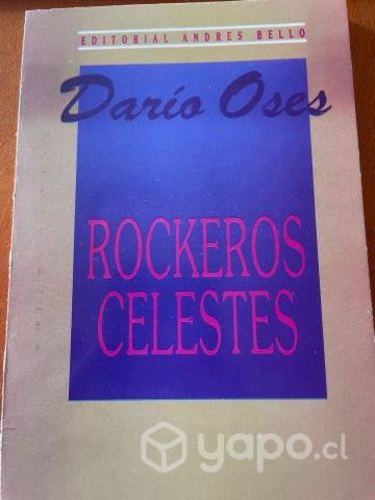 EDITORIAL ANDRES BELLO
Darío Oses
ROCKEROS
CELESTES
yapo.cl